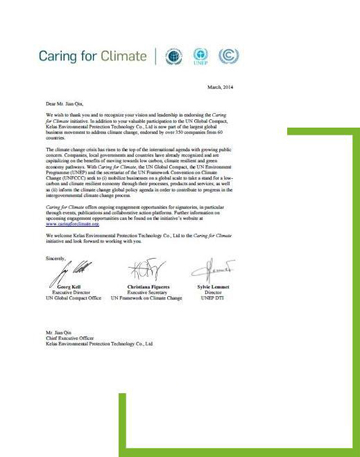 Caring for Climate
UNEP
March, 2014
Dear Mr. Jian Qiu,
We wish to thank you and to recognize your vision and leadership in endorsing the Caring
for Climate initiative. In addition to your valuable participation to the UN Global Compact,
Kelan Environmental Protection Technology Co., Ltd is now part of the largest global
business movement to address climate change, endorsed by over 350 companies from 60
countries.
The climate change crisis has risen to the top of the international agenda with growing public
concern. Companies, local governments and countries have already recognized and are
capitalizing on the benefits of moving towards low carbon, climate resilient and green
economic pathways. With Caring for Climate, the UN Global Compact, the UN Environment
Programme (UNEP) and the secretariat of the UN Framework Convention on Climate
Change (UNFCCC) seek to (i) mobilize businesses on a global scale to take a stand for a low-
carbon and climate resilient economy through their processes, products and services, as well
as (ii) inform the climate change global policy agenda in order to contribute to progress in the
intergovernmental climate change process.
Caring for Climate offers ongoing engagement opportunities for signatories, in particular
through events, publications and collaborative action platforms. Further information on
upcoming engagement opportunities can be found on the initiative's website at
www.caringforclimate.org
We welcome Kelan Environmental Protection Technology Co., Ltd to the Caring for Climate
initiative and look forward to working with you.
Sincerely,
Georg Kell
Executive Director
UN Global Compact Office
Christiana Figueres
Executive Secretary
UN Framework on Climate Change
Sylvie Lemmet
Director
UNEP DTI
Mr. Jian Qiu
Chief Executive Officer
Kelan Environmental Protection Technology Co., Ltd